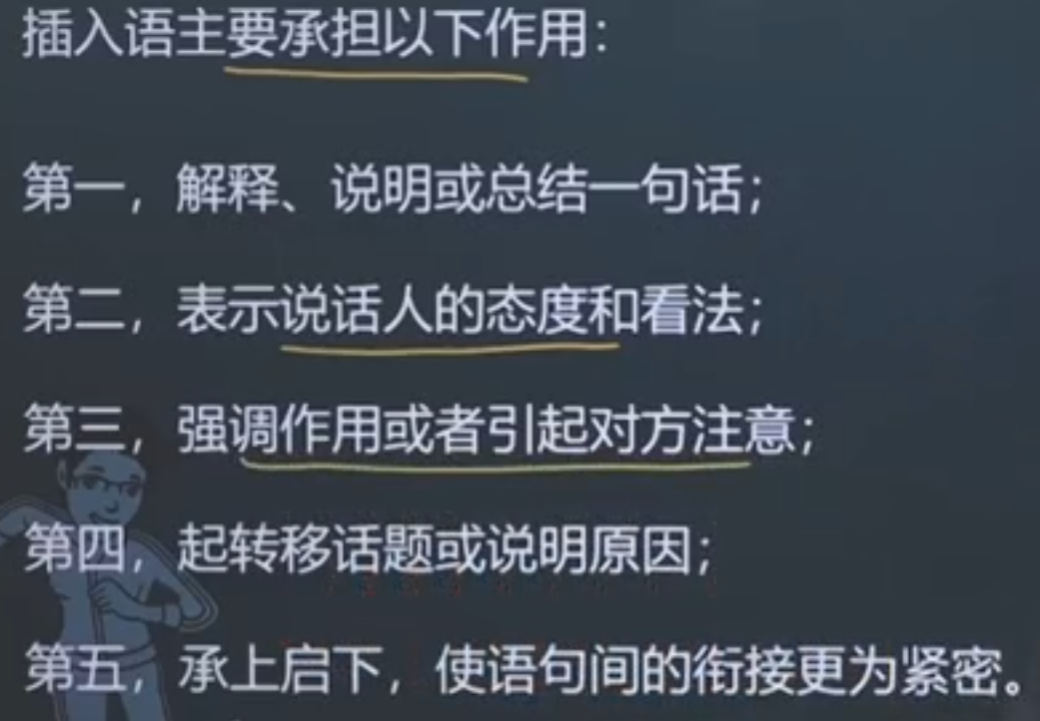 插入语主要承担以下作用：
第一，解释、说明或总结一句话；
第二，表示说话人的态度和看法；
第三，强调作用或者引起对方注意；
第四，起转移话题或说明原因；
第五，承上启下，使语句间的衔接更为紧密。